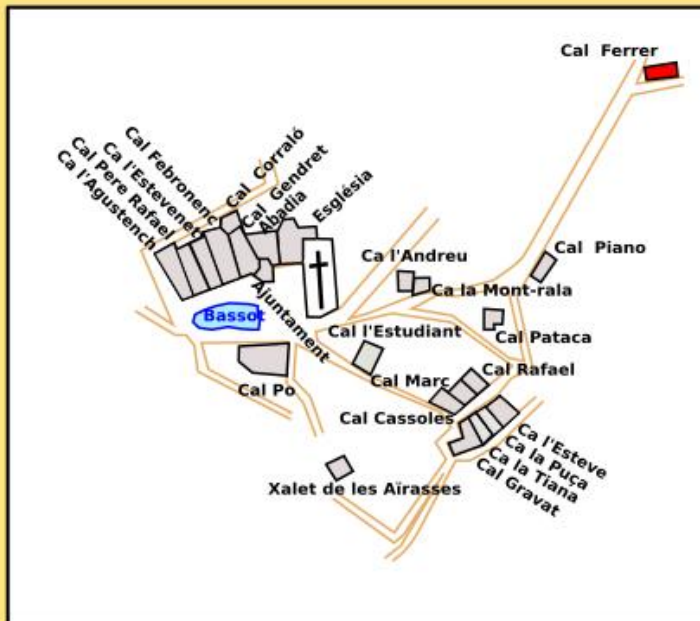 Cal Ferrer
Cal Corraló
Cal Febronenc
Cal Gendret
Ca l'Estevenet
Abadia
Església
Cal Pere Rafael
Ca l'Agustench
Ca l'Andreu
Cal Piano
Ca la Mont-rala
Ajuntament
Bassot
Cal l'Estudiant
Cal Pataca
Cal Po
Cal Marc
Cal Rafael
Cal Cassoles
Ca l'Esteve
Ca la Puça
Ca la Tiana
Cal Gravat
Xalet de les Aïrasses